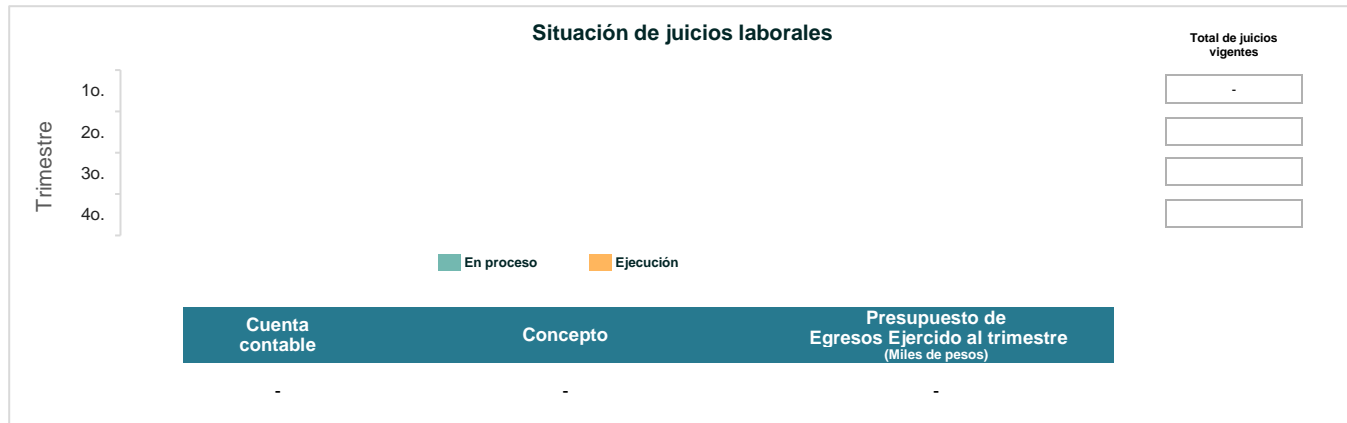 Situación de juicios laborales
Total de juicios
vigentes
Trimestre
1o.
-
2o.
3o.
4o.
En proceso
Ejecución
Cuenta
contable
Concepto
Presupuesto de
Egresos Ejercido al trimestre
(Miles de pesos)
-
-
-